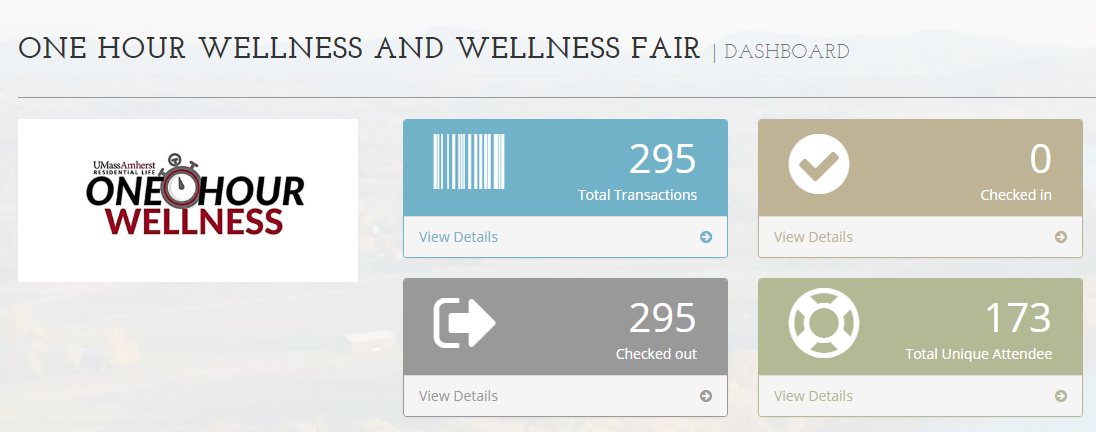 ONE HOUR WELLNESS AND WELLNESS FAIR | DASHBOARD
UMassAmherst
RESIDENTIAL LIFE
ONE HOUR
WELLNESS
295
Total Transactions
View Details
0
Checked in
View Details
295
Checked out
View Details
173
Total Unique Attendee
View Details